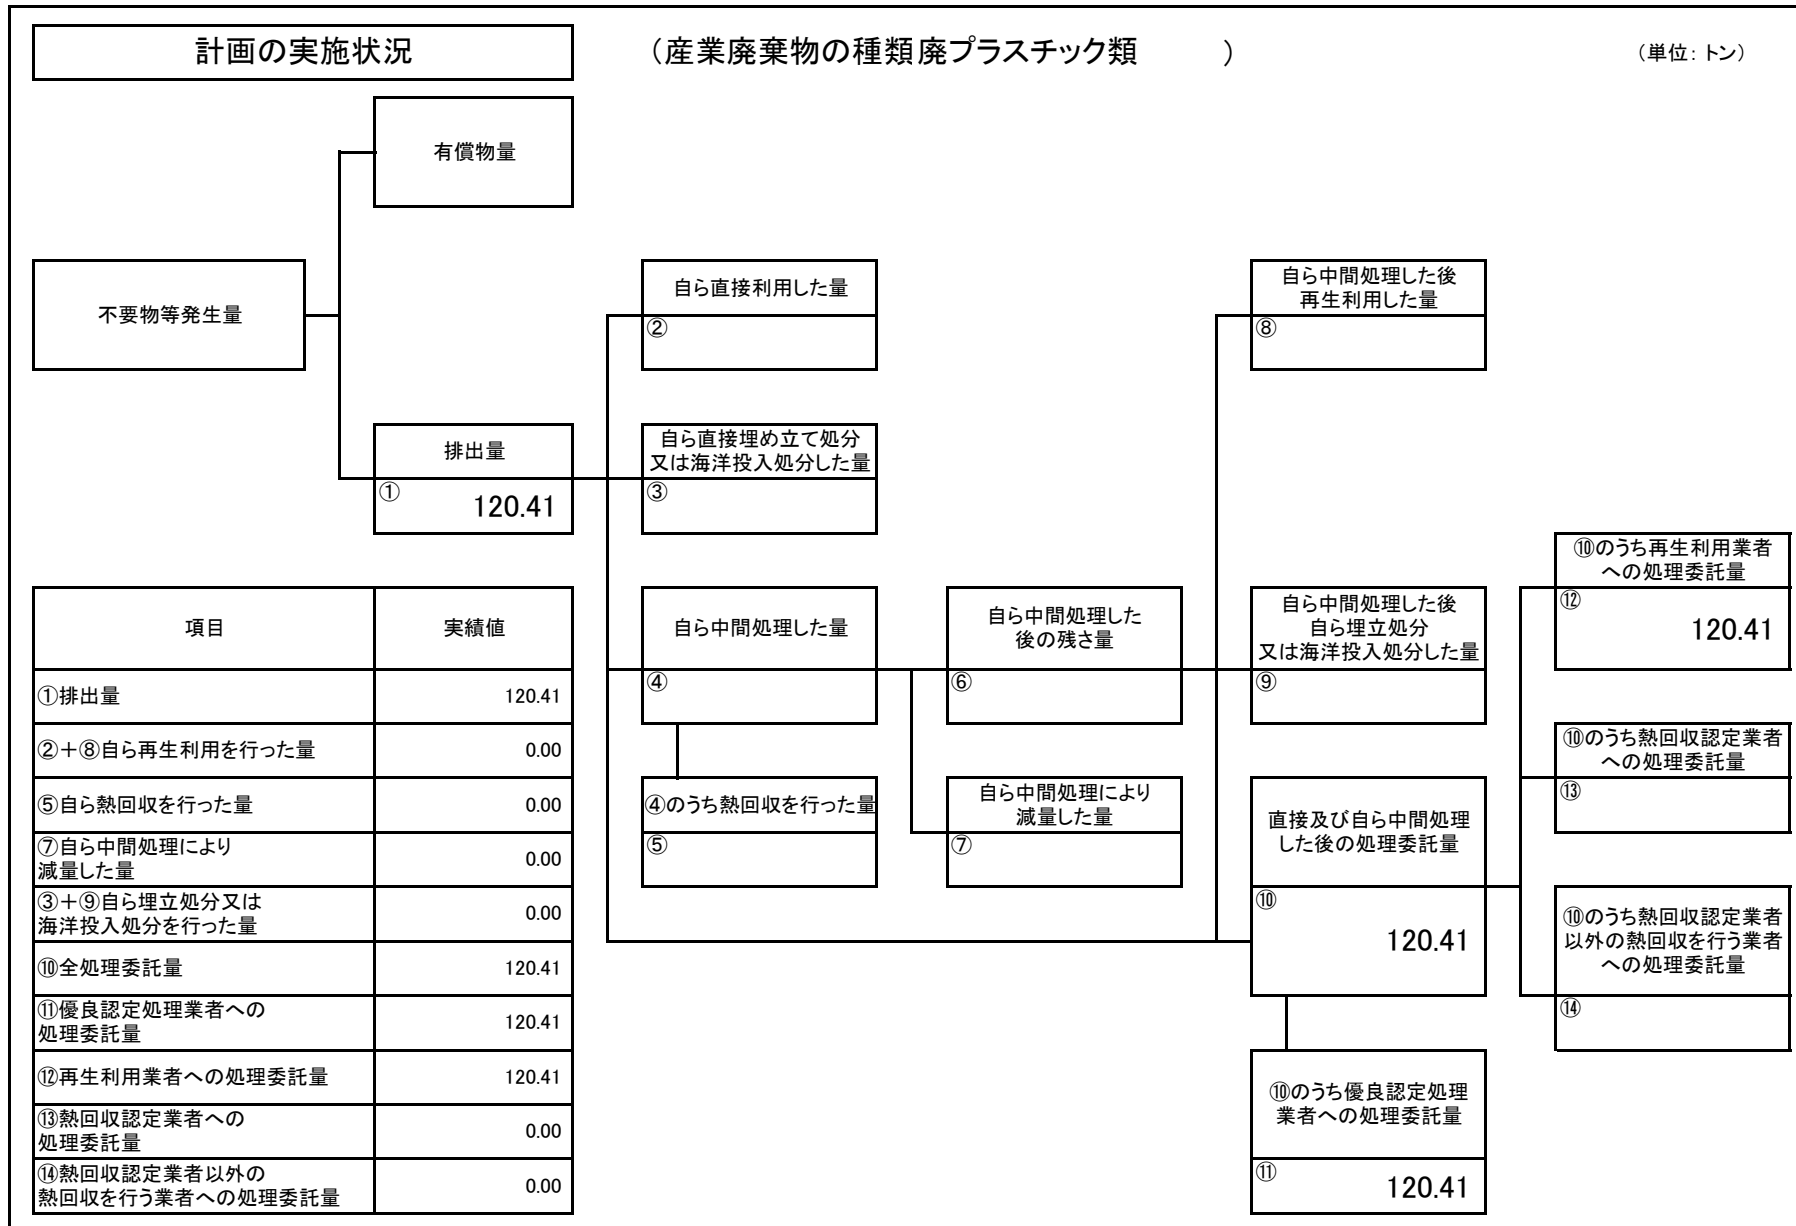 計画の実施状況
（産業廃棄物の種類廃プラスチック類　　　）
（単位：トン）
有償物量
不要物等発生量
自ら直接利用した量
②
自ら中間処理した後
再生利用した量
⑧
排出量
①
120.41
自ら直接埋め立て処分
又は海洋投入処分した量
③
⑩のうち再生利用業者
への処理委託量
⑫
120.41
自ら中間処理した量
④
自ら中間処理した
後の残さ量
⑥
自ら中間処理した後
自ら埋立処分
又は海洋投入処分した量
⑨
⑩のうち熱回収認定業者
への処理委託量
⑬
④のうち熱回収を行った量
⑤
自ら中間処理により
減量した量
⑦
直接及び自ら中間処理
した後の処理委託量
⑩
120.41
⑩のうち熱回収認定業者
以外の熱回収を行う業者
への処理委託量
⑭
⑩のうち優良認定処理
業者への処理委託量
⑪
120.41
項目 実績値
①排出量 120.41
②＋⑧自ら再生利用を行った量 0.00
⑤自ら熱回収を行った量 0.00
⑦自ら中間処理により
減量した量 0.00
③＋⑨自ら埋立処分又は
海洋投入処分を行った量 0.00
⑩全処理委託量 120.41
⑪優良認定処理業者への
処理委託量 120.41
⑫再生利用業者への処理委託量 120.41
⑬熱回収認定業者への
処理委託量 0.00
⑭熱回収認定業者以外の
熱回収を行う業者への処理委託量 0.00